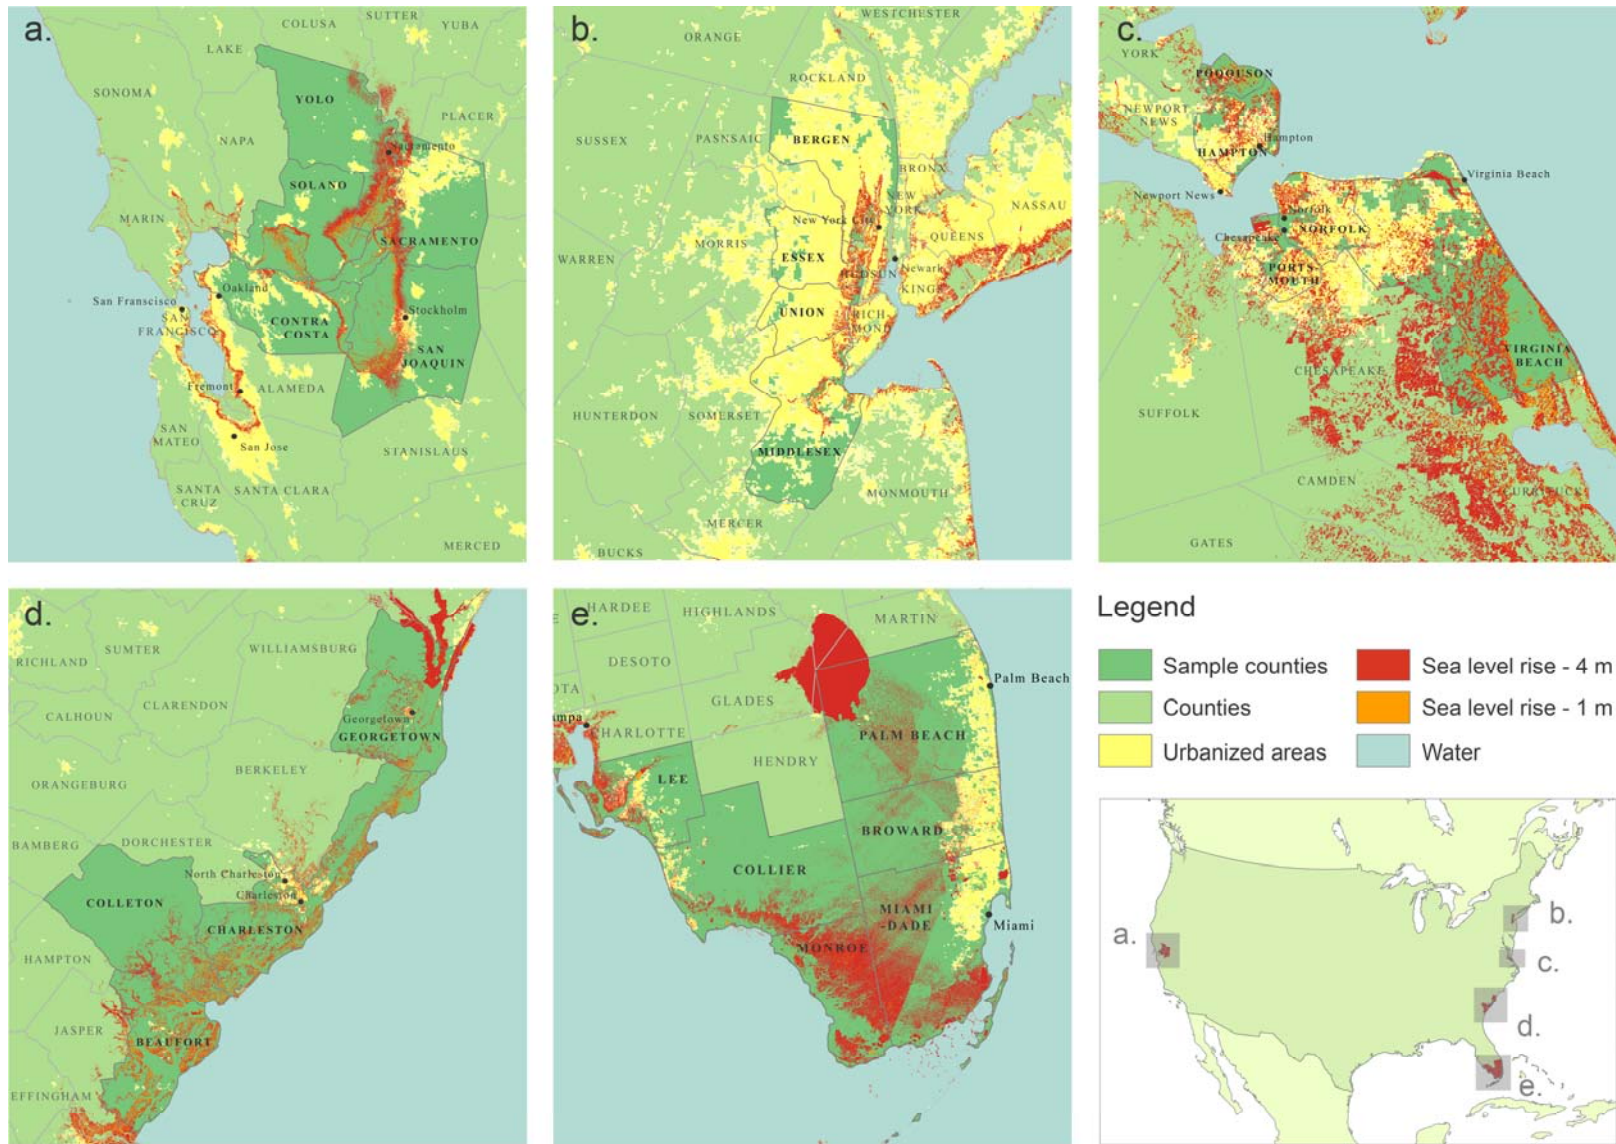 a.
COLUSA
SUTTER
YUBA
LAKE
SONOMA
YOLO
PLACER
NAPA
Sacramento
SOLANO
MARIN
SACRAMENTO
Oakland
San Franscisco
SAN
FRANCISCO
CONTRA
COSTA
Stockholm
SAN
JOAQUIN
Fremont
ALAMEDA
SAN
MATEO
San Jose
STANISLAUS
SANTA
CRUZ
SANTA CLARA
MERCED
b.
WESTCHESTER
ORANGE
ROCKLAND
SUSSEX
PASNSAIC
BERGEN
BRONX
NEW
YORK
New York City
NASSAU
QUEENS
MORRIS
WARREN
ESSEX
Newark
HUDSUN
KINGS
UNION
RICH-
MOND
HUNTERDON
SOMERSET
MIDDLESEX
MONMOUTH
MERCER
BUCKS
c.
YORK
POQOUSON
NEWPORT
NEWS
Hampton
HAMPTON
Newport News
Virginia Beach
Norfolk
NORFOLK
Chesapeake
PORTS-
MOUTH
VIRGINIA
BEACH
CHESAPEAKE
SUFFOLK
CAMDEN
CURRITUCK
GATES
d.
RICHLAND
SUMTER
WILLIAMSBURG
CALHOUN
CLARENDON
Georgetown
GEORGETOWN
BERKELEY
ORANGEBURG
BAMBERG
DORCHESTER
North Charleston
Charleston
COLLETON
CHARLESTON
HAMPTON
JASPER
BEAUFORT
EFFINGHAM
e.
E
HARDEE
HIGHLANDS
MARTIN
DESOTO
OTA
GLADES
Palm Beach
ampa
CHARLOTTE
PALM BEACH
HENDRY
LEE
BROWARD
COLLIER
MIAMI
-DADE
Miami
MONROE
Legend
Sample counties
Sea level rise - 4 m
Counties
Sea level rise - 1 m
Urbanized areas
Water
a.
b.
c.
d.
e.